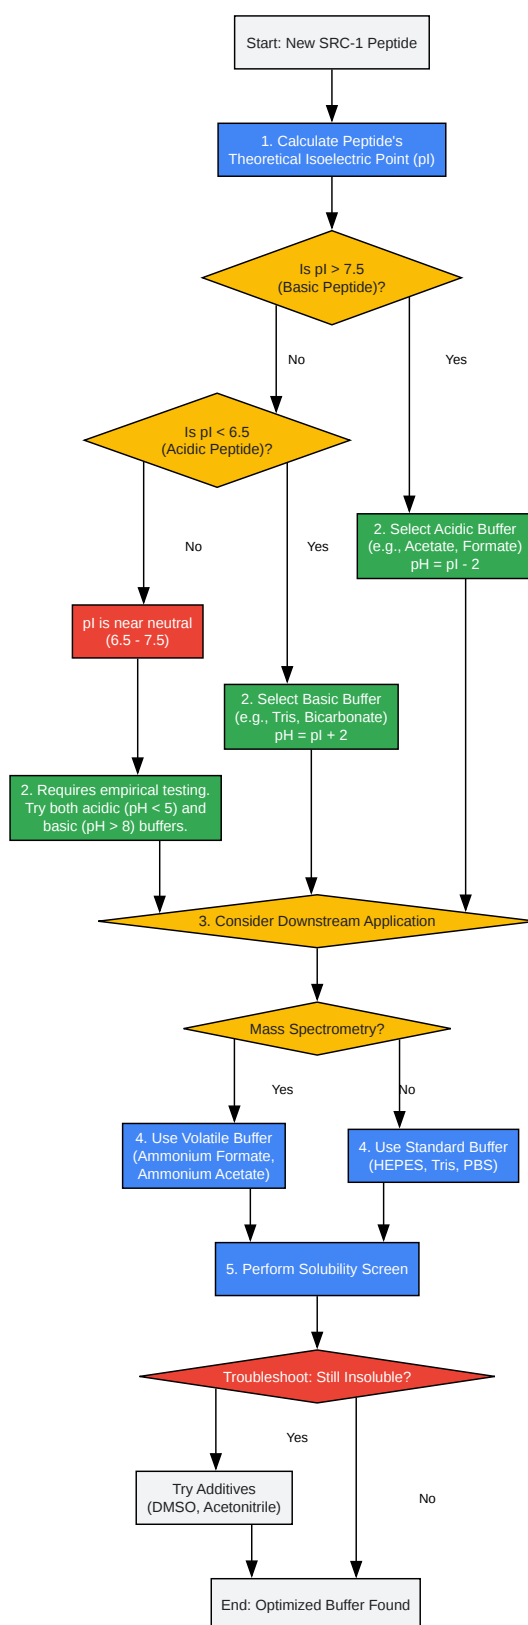 Start: New SRC-1 Peptide
1. Calculate Peptide's
Theoretical Isoelectric Point (pI)
Is pI > 7.5
(Basic Peptide)?
No
Yes
Is pI < 6.5
(Acidic Peptide)?
No
Yes
2. Select Acidic Buffer
(e.g., Acetate, Formate)
pH = pI - 2
pI is near neutral
(6.5 - 7.5)
2. Select Basic Buffer
(e.g., Tris, Bicarbonate)
pH = pI + 2
2. Requires empirical testing.
Try both acidic (pH < 5) and
basic (pH > 8) buffers.
3. Consider Downstream Application
Mass Spectrometry?
Yes
No
4. Use Volatile Buffer
(Ammonium Formate,
Ammonium Acetate)
4. Use Standard Buffer
(HEPES, Tris, PBS)
5. Perform Solubility Screen
Troubleshoot: Still Insoluble?
Yes
No
Try Additives
(DMSO, Acetonitrile)
End: Optimized Buffer Found